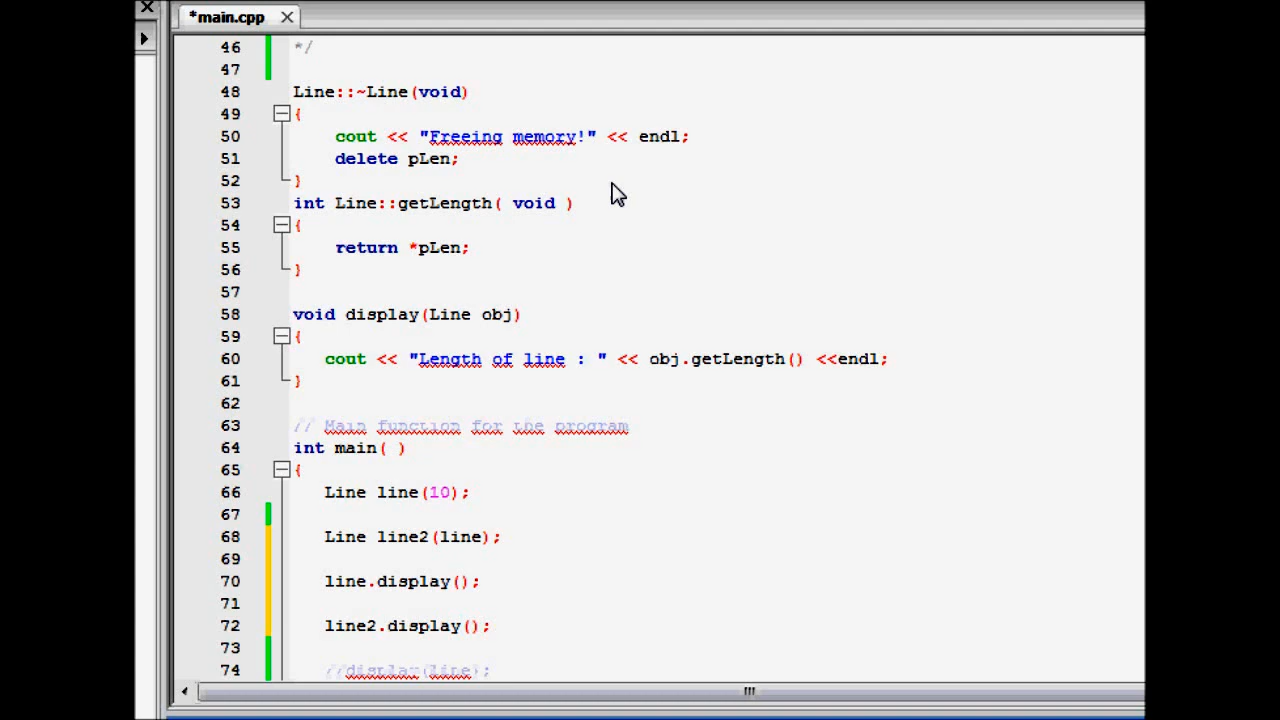 *main.cpp
46 */
47
48 Line::~Line(void)
49 {
50 cout << "Freeing memory!" << endl;
51 delete pLen;
52 }
53 int Line::getLength( void )
54 {
55 return *pLen;
56 }
57
58 void display(Line obj)
59 {
60 cout << "Length of line : " << obj.getLength() <<endl;
61 }
62
63 // Main function for the program
64 int main( )
65 {
66 Line line(10);
67
68 Line line2(line);
69
70 line.display();
71
72 line2.display();
73
74 //display(line);